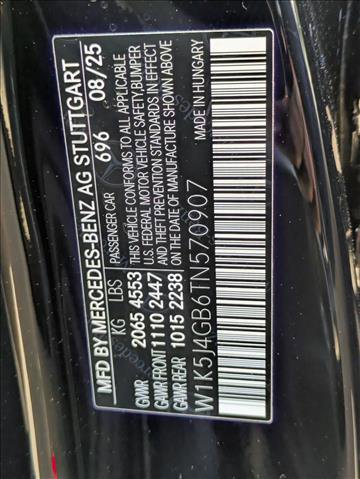 MFD BY MERCEDES-BENZ AG STUTTGART
PASSENGER CAR 696 08/25
KG LBS
THIS VEHICLE CONFORMS TO ALL APPLICABLE
U.S. FEDERAL MOTOR VEHICLE SAFETY,BUMPER
AND THEFT PREVENTION STANDARDS IN EFFECT
ON THE DATE OF MANUFACTURE SHOWN ABOVE
GVWR 2065 4553
GAWR FRONT 1110 2447
GAWR REAR 1015 2238
W1K5J4GB6TN570907
MADE IN HUNGARY